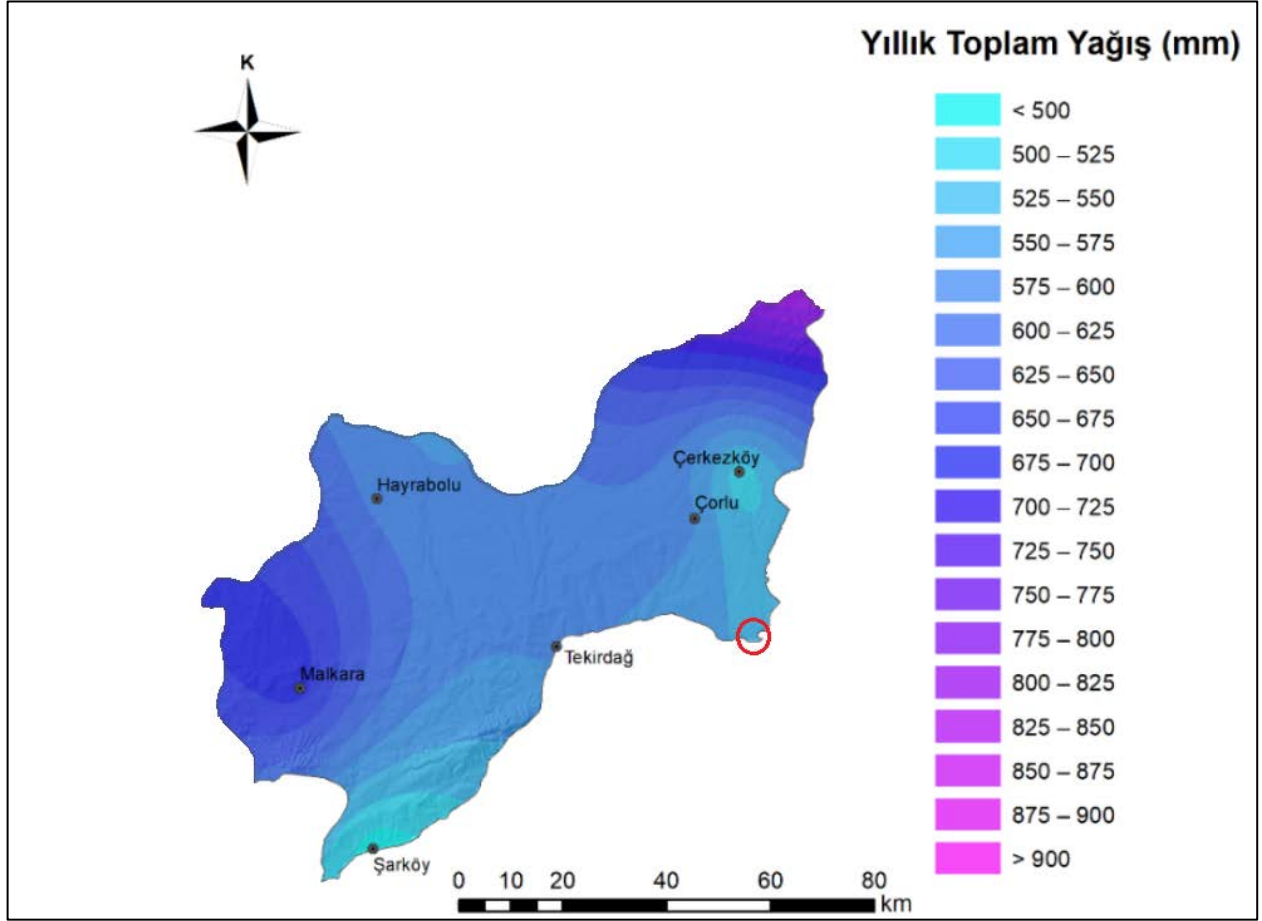 Yıllık Toplam Yağış (mm)
K
< 500
500 – 525
525 – 550
550 – 575
575 – 600
600 – 625
625 – 650
650 – 675
675 – 700
700 – 725
725 – 750
750 – 775
775 – 800
800 – 825
825 – 850
850 – 875
875 – 900
> 900
Çerkezköy
Hayrabolu
Çorlu
Tekirdağ
Malkara
Şarköy
0 10 20 40 60 80
km